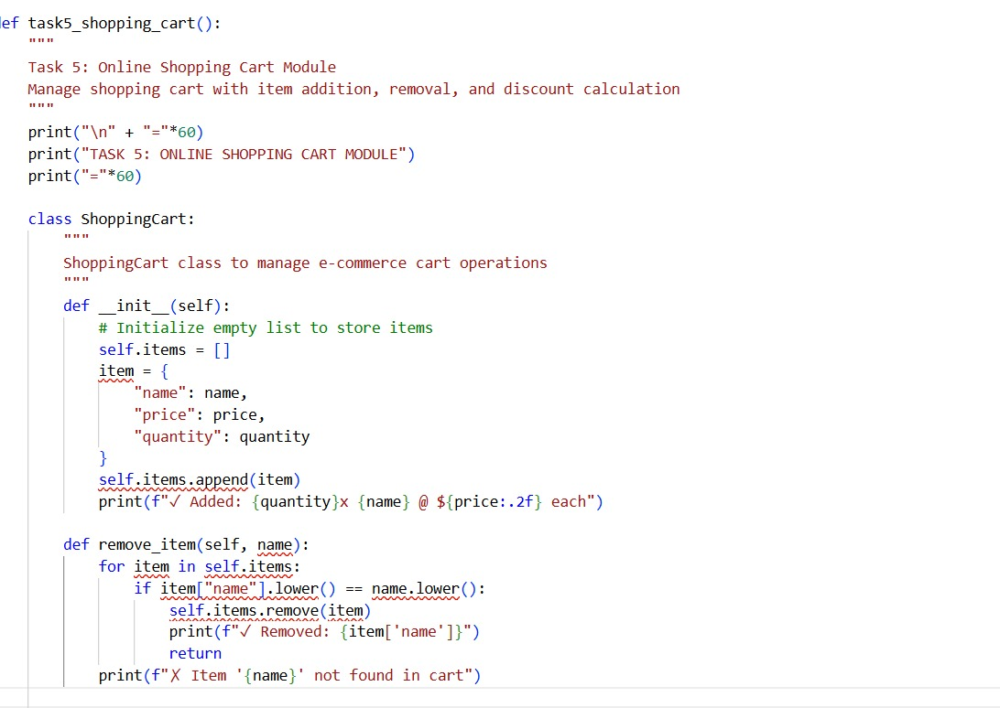 def task5_shopping_cart():
    """
    Task 5: Online Shopping Cart Module
    Manage shopping cart with item addition, removal, and discount calculation
    """
    print("\n" + "="*60)
    print("TASK 5: ONLINE SHOPPING CART MODULE")
    print("="*60)

    class ShoppingCart:
        """
        ShoppingCart class to manage e-commerce cart operations
        """
        def __init__(self):
            # Initialize empty list to store items
            self.items = []
            item = {
                "name": name,
                "price": price,
                "quantity": quantity
            }
            self.items.append(item)
            print(f"✓ Added: {quantity}x {name} @ ${price:.2f} each")

        def remove_item(self, name):
            for item in self.items:
                if item["name"].lower() == name.lower():
                    self.items.remove(item)
                    print(f"✓ Removed: {item['name']}")
                    return
            print(f"✗ Item '{name}' not found in cart")